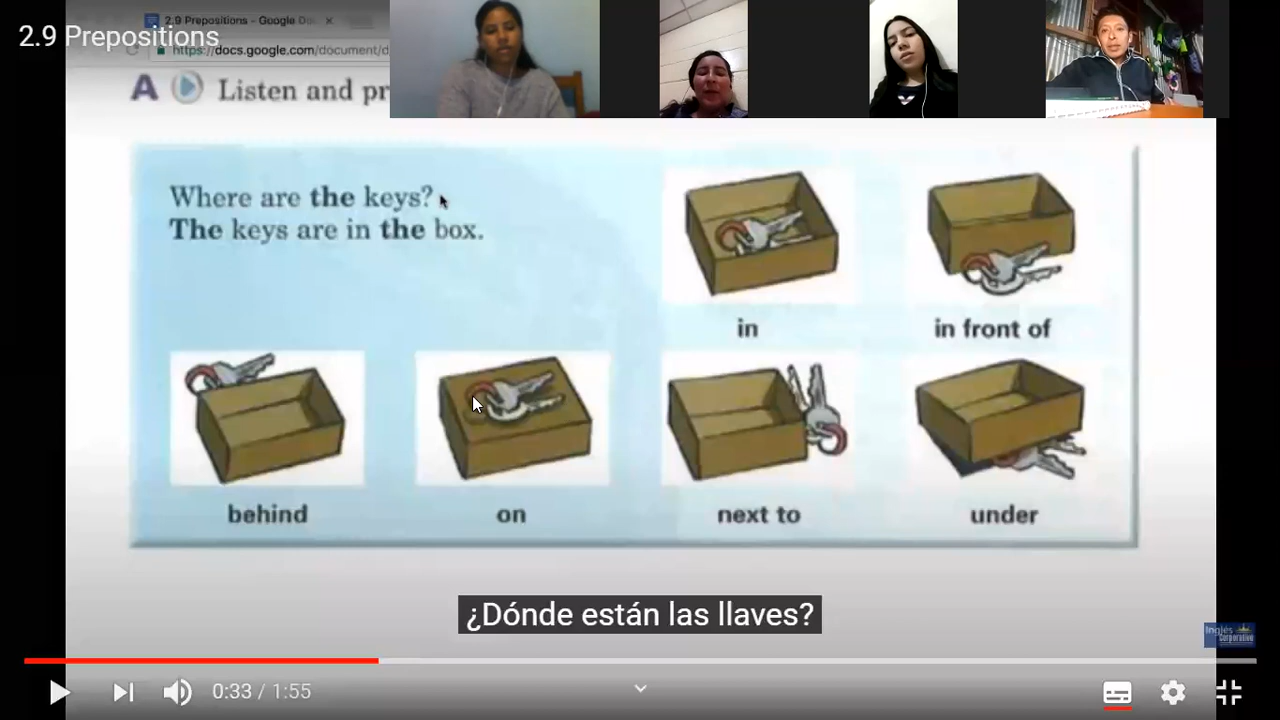 2.9 Prepositions - Google Do
2.9 Prepositions
https://docs.google.com/document/d
A Listen and pr
Where are the keys?
The keys are in the box.
in
in front of
behind
on
next to
under
¿Dónde están las llaves?
Inglés
Corporativo
0:33 / 1:55